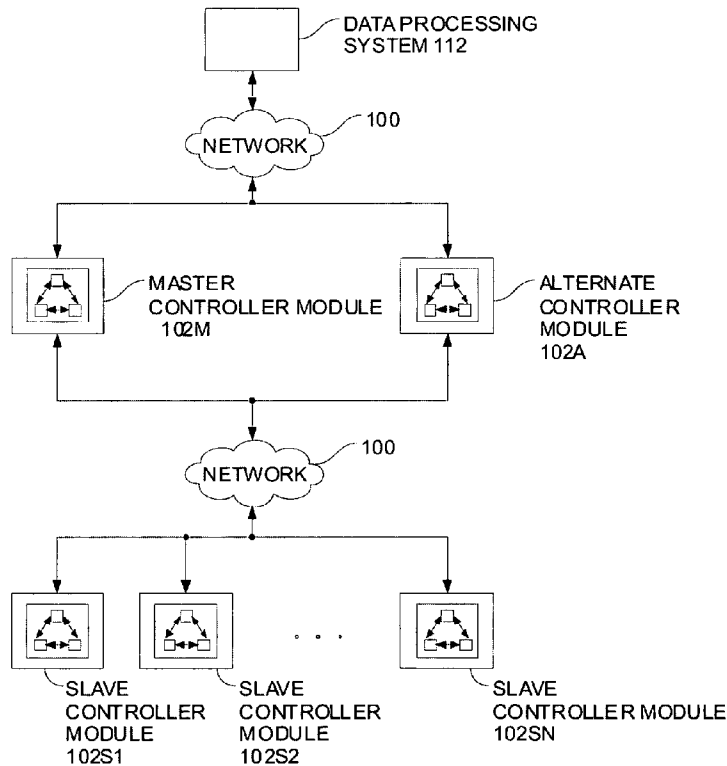 DATA PROCESSING
SYSTEM 112
100
NETWORK
MASTER
CONTROLLER MODULE
102M
ALTERNATE
CONTROLLER
MODULE
102A
100
NETWORK
SLAVE
CONTROLLER
MODULE
102S1
SLAVE
CONTROLLER
MODULE
102S2
SLAVE
CONTROLLER MODULE
102SN